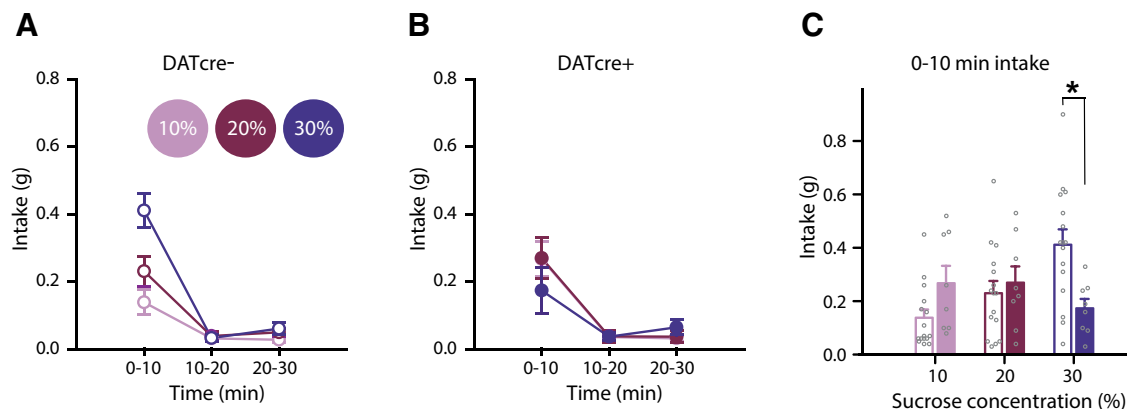 A
DATcre-
0.8
0.6
0.4
0.2
0.0
Intake (g)
10% 20% 30%
0-10 10-20 20-30
Time (min)
B
DATcre+
0.8
0.6
0.4
0.2
0.0
Intake (g)
0-10 10-20 20-30
Time (min)
C
0-10 min intake
*
0.8
0.6
0.4
0.2
0.0
Intake (g)
10 20 30
Sucrose concentration (%)